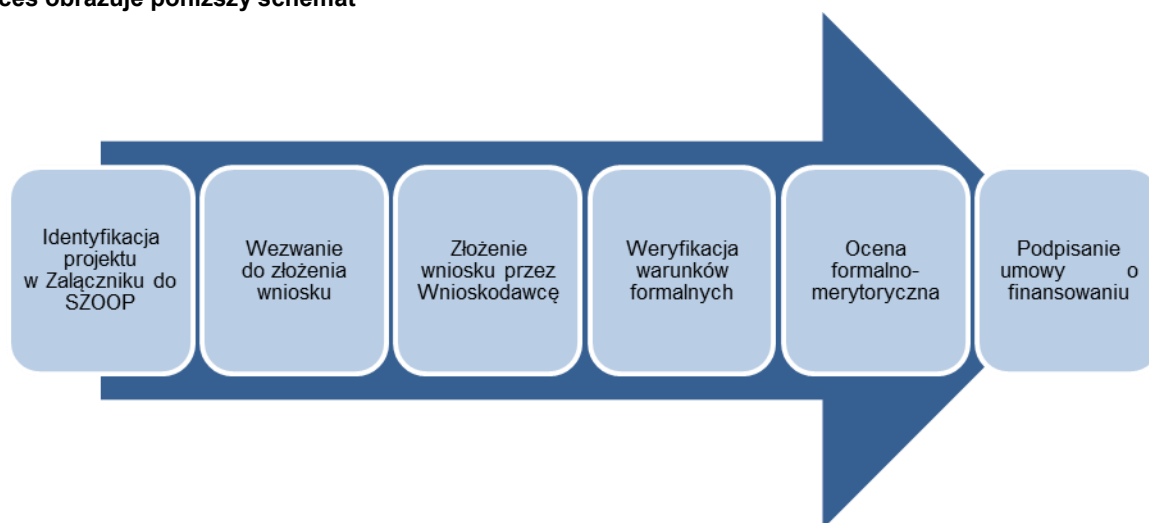 ces obrazuje poniższy schemat
Identyfikacja
projektu
w Załączniku do
SZOOP
Wezwanie
do złożenia
wniosku
Złożenie
wniosku przez
Wnioskodawcę
Weryfikacja
warunków
formalnych
Ocena
formalno-
merytoryczna
Podpisanie
umowy o
finansowaniu